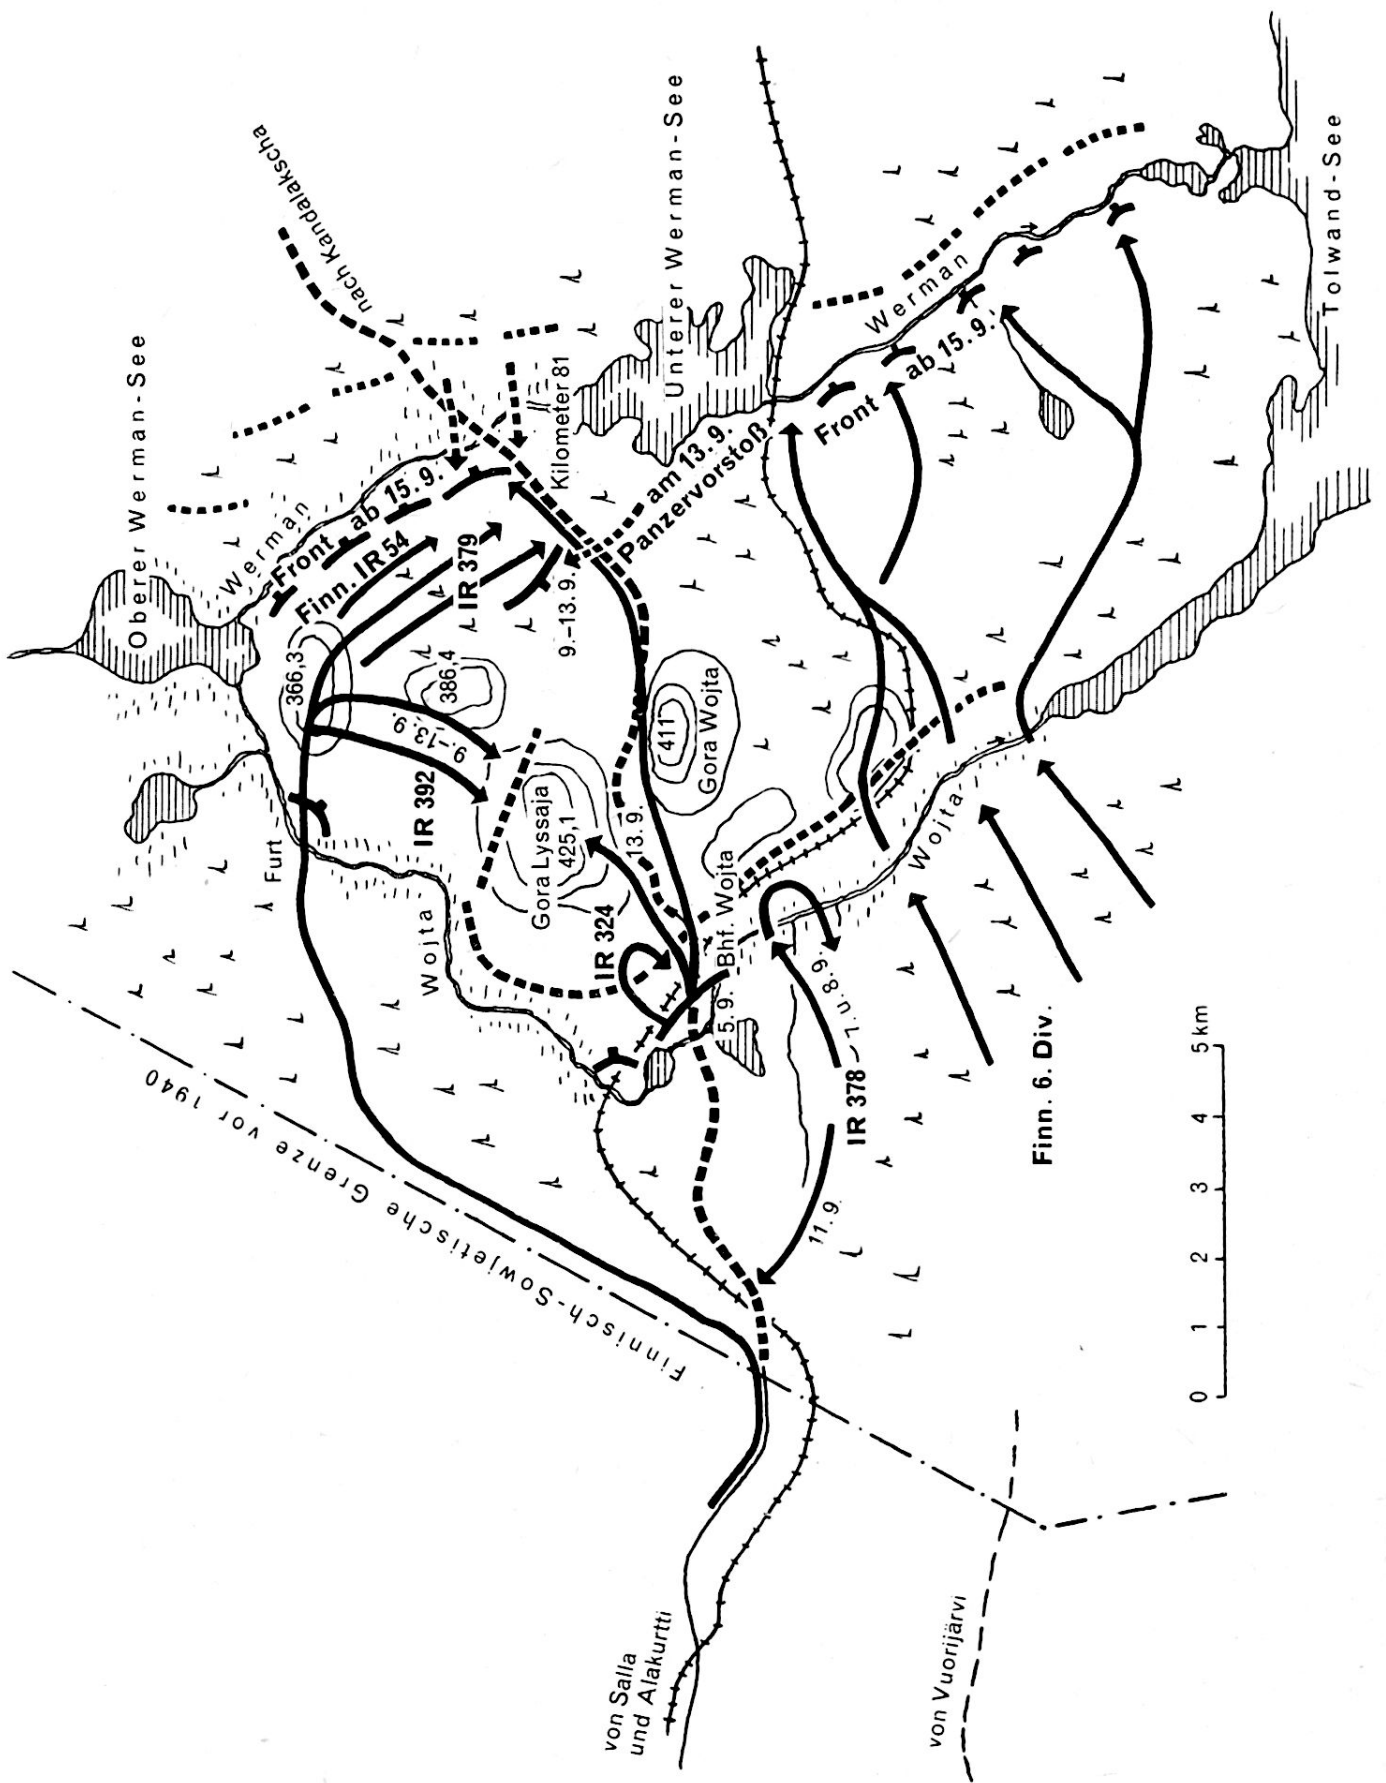 Oberer Werman-See
nach Kandalakscha
Werman
Front ab 15.9.
Finn. IR 54
IR 379
Kilometer 81
Unterer Werman-See
am 13.9.
Panzervorstoß
9.–13.9.
366,3
386,4
9.–13.9.
IR 392
Furt
Wojta
Gora Lyssaja
425,1
13.9.
411
Gora Wojta
IR 324
Bhf. Wojta
5.9.
Werman
Front ab 15.9.
Tolwand-See
Wojta
IR 378
7. u. 8.9.
11.9.
Finn. 6. Div.
Finnisch-Sowjetische Grenze vor 1940
von Salla
und Alakurtti
von Vuorijärvi
0 1 2 3 4 5 km